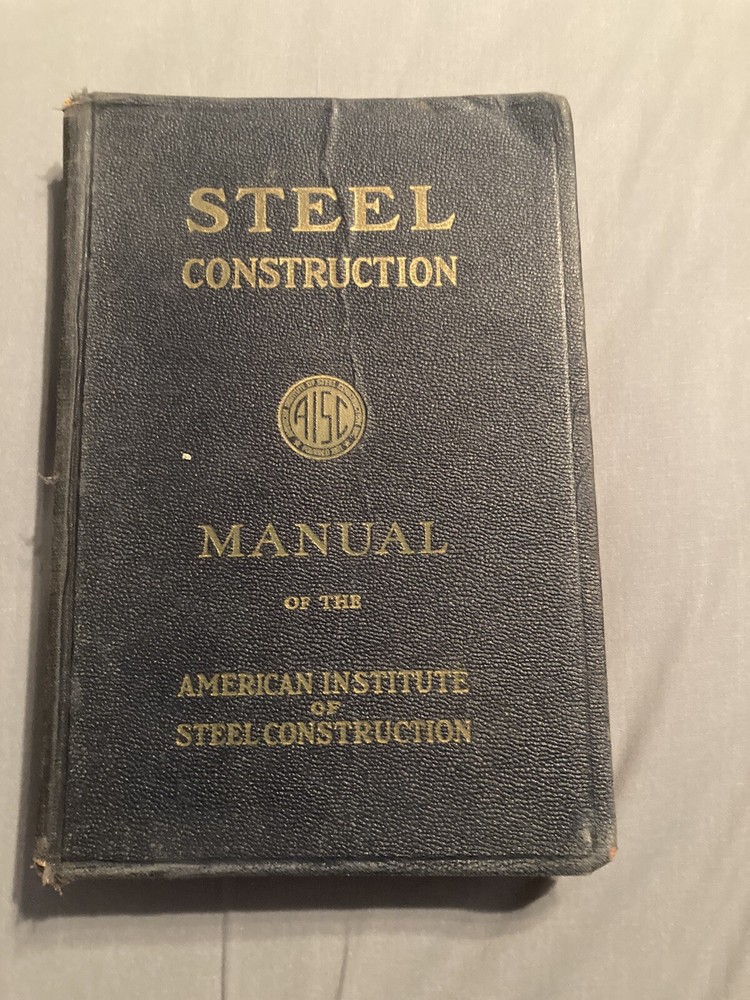 STEEL
CONSTRUCTION
AISC
MANUAL
OF THE
AMERICAN INSTITUTE
OF
STEEL CONSTRUCTION